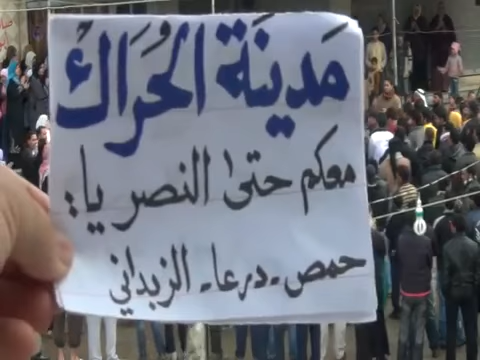 مدينة الحراك
معكم حتى النصر يا:
حمص - درعا - الزبداني